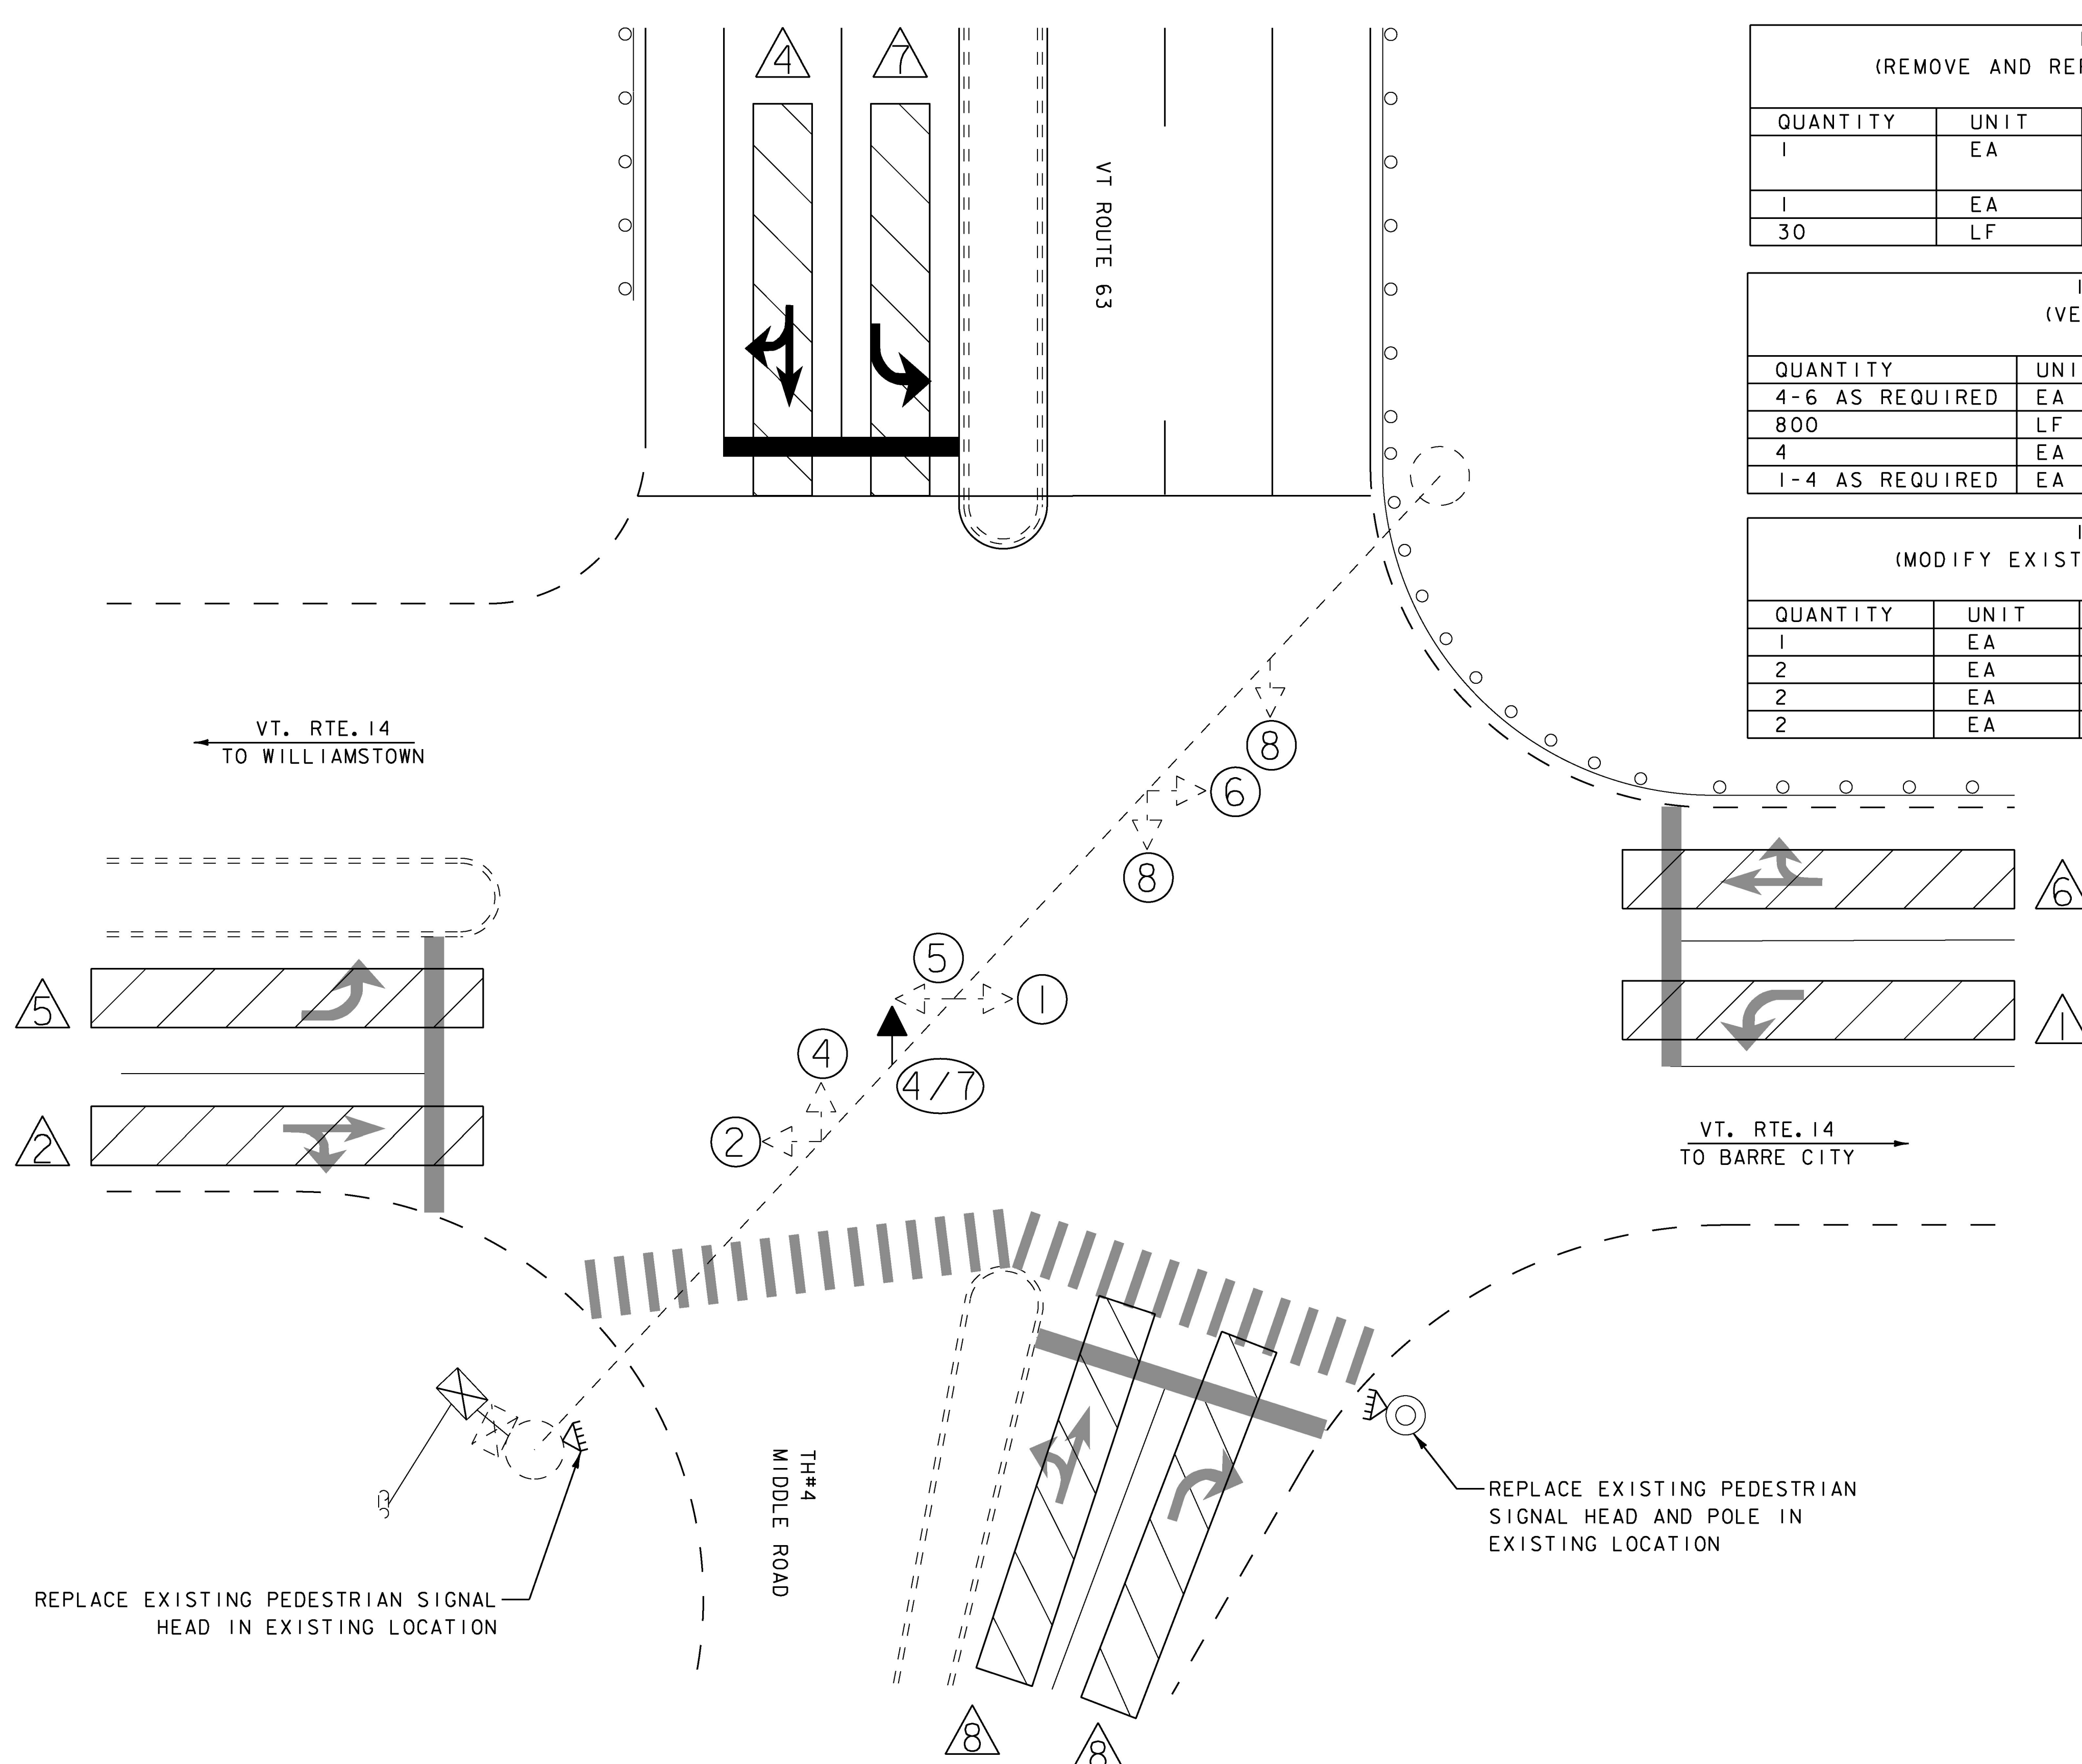 4
7
VT ROUTE 63
(REMOVE AND REP
QUANTITY UNIT
1 EA
1 EA
30 LF
(VE
QUANTITY UNI
4-6 AS REQUIRED EA
800 LF
4 EA
1-4 AS REQUIRED EA
(MODIFY EXIST
QUANTITY UNIT
1 EA
2 EA
2 EA
2 EA
VT. RTE.14
TO WILLIAMSTOWN
8
6
8
5
1
4
4/7
2
5
2
6
1
VT. RTE.14
TO BARRE CITY
TH#4
MIDDLE ROAD
REPLACE EXISTING PEDESTRIAN
SIGNAL HEAD AND POLE IN
EXISTING LOCATION
REPLACE EXISTING PEDESTRIAN SIGNAL
HEAD IN EXISTING LOCATION
8
8